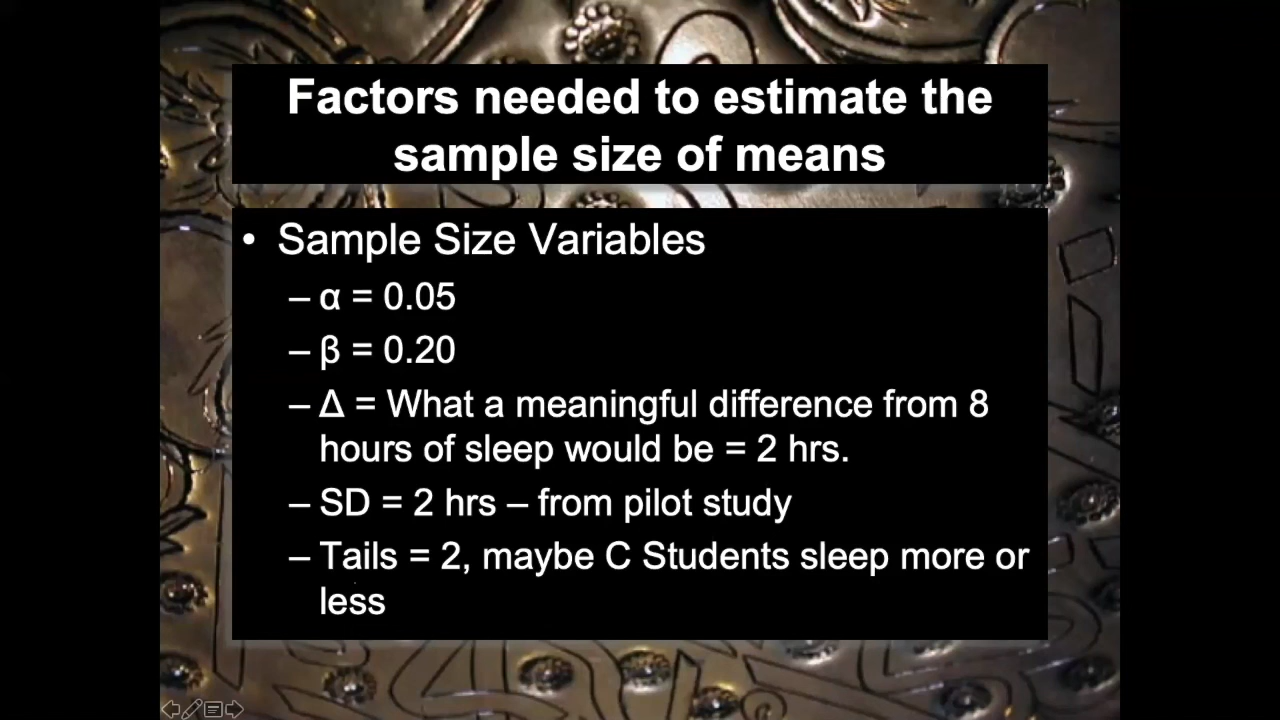 Factors needed to estimate the
sample size of means
• Sample Size Variables
– α = 0.05
– β = 0.20
– Δ = What a meaningful difference from 8
hours of sleep would be = 2 hrs.
– SD = 2 hrs – from pilot study
– Tails = 2, maybe C Students sleep more or
less